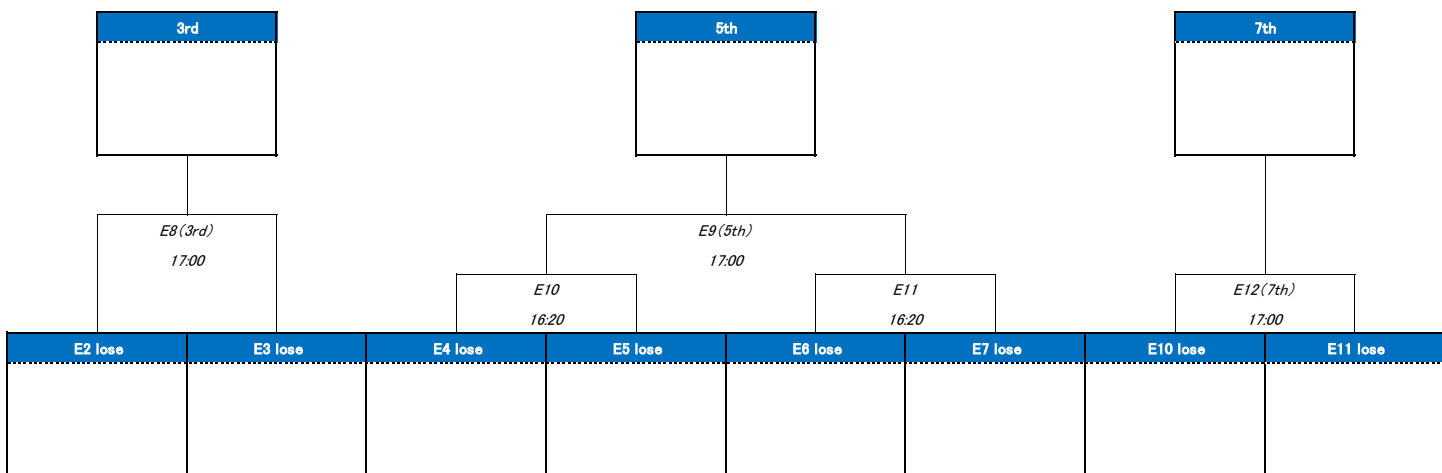 3rd
5th
7th
E8(3rd)
17:00
E9(5th)
17:00
E10
16:20
E11
16:20
E12(7th)
17:00
E2 lose
E3 lose
E4 lose
E5 lose
E6 lose
E7 lose
E10 lose
E11 lose